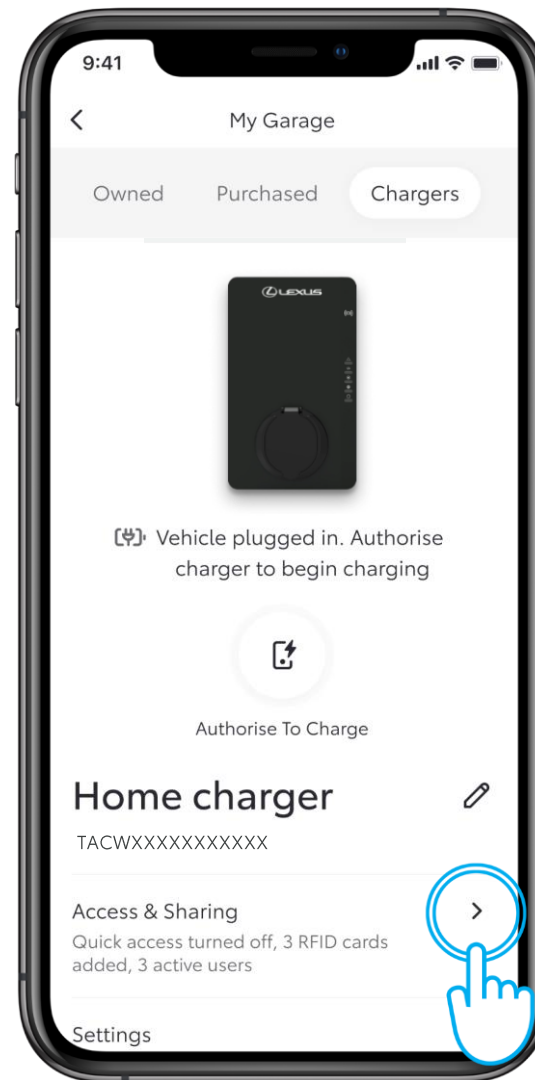 9:41
My Garage
Owned Purchased Chargers
LEXUS
Vehicle plugged in. Authorise
charger to begin charging
Authorise To Charge
Home charger
TACWXXXXXXXXXXX
Access & Sharing
Quick access turned off, 3 RFID cards
added, 3 active users
Settings